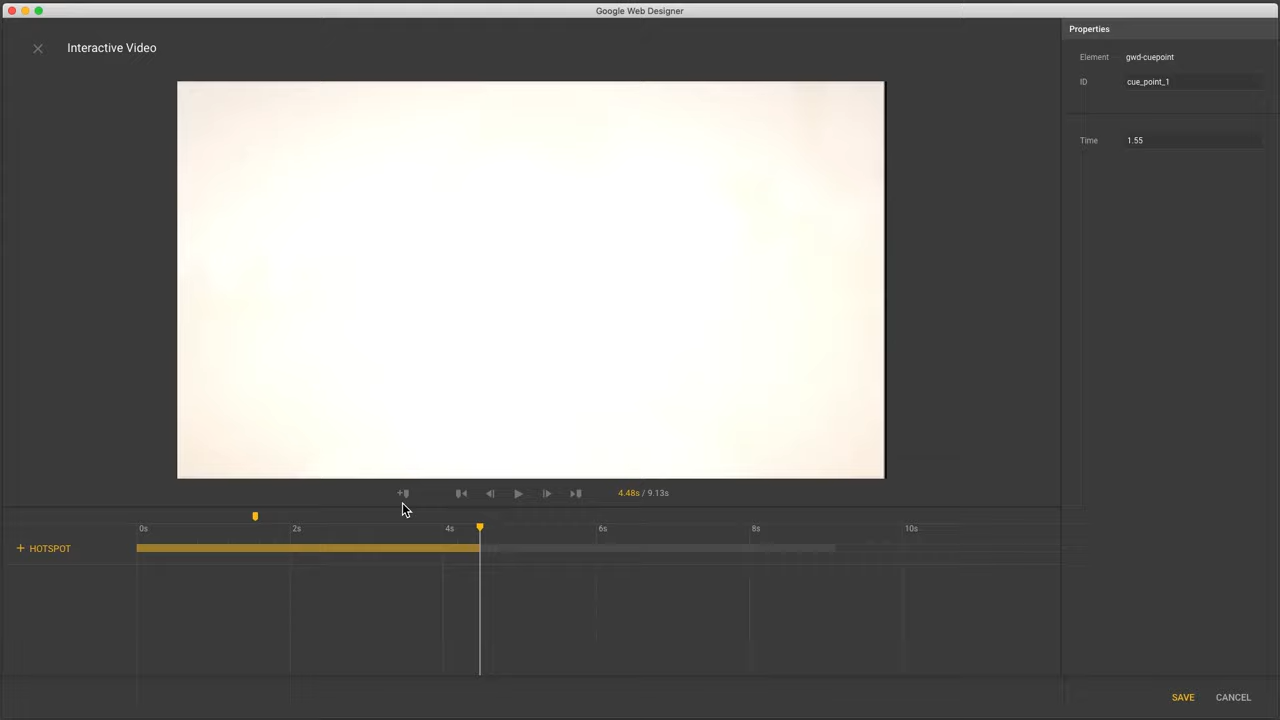 Google Web Designer
Interactive Video
Properties
Element gwd-cuepoint
ID cue_point_1
Time 1.55
4.48s / 9.13s
0s 2s 4s 6s 8s 10s
+ HOTSPOT
SAVE CANCEL